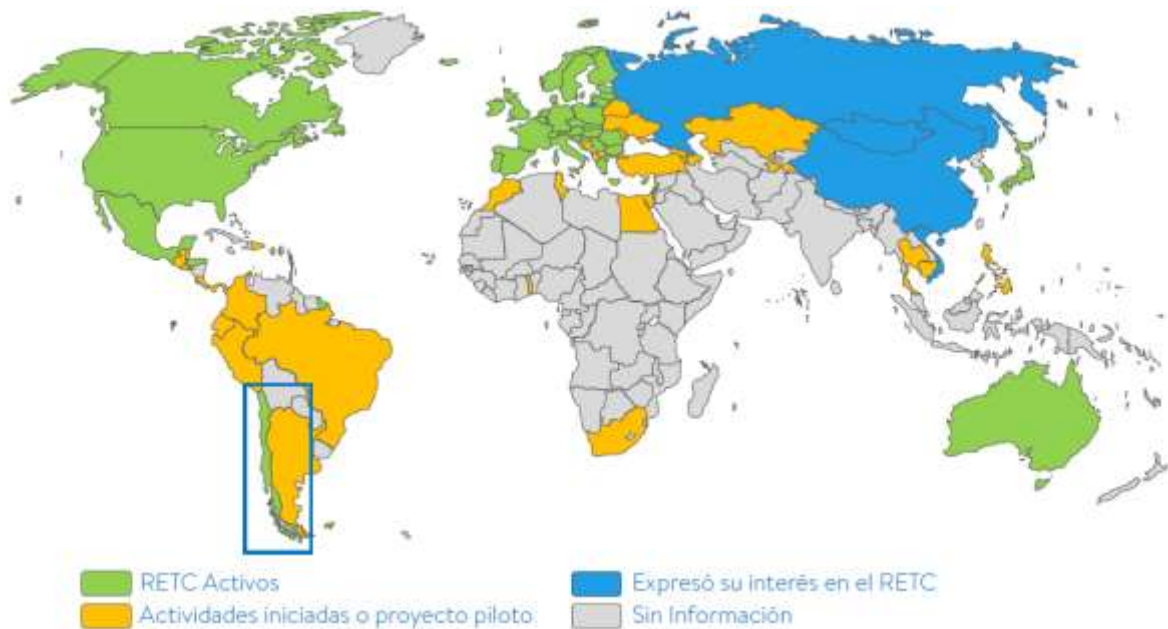 RETC Activos
Expresó su interés en el RETC
Actividades iniciadas o proyecto piloto
Sin Información